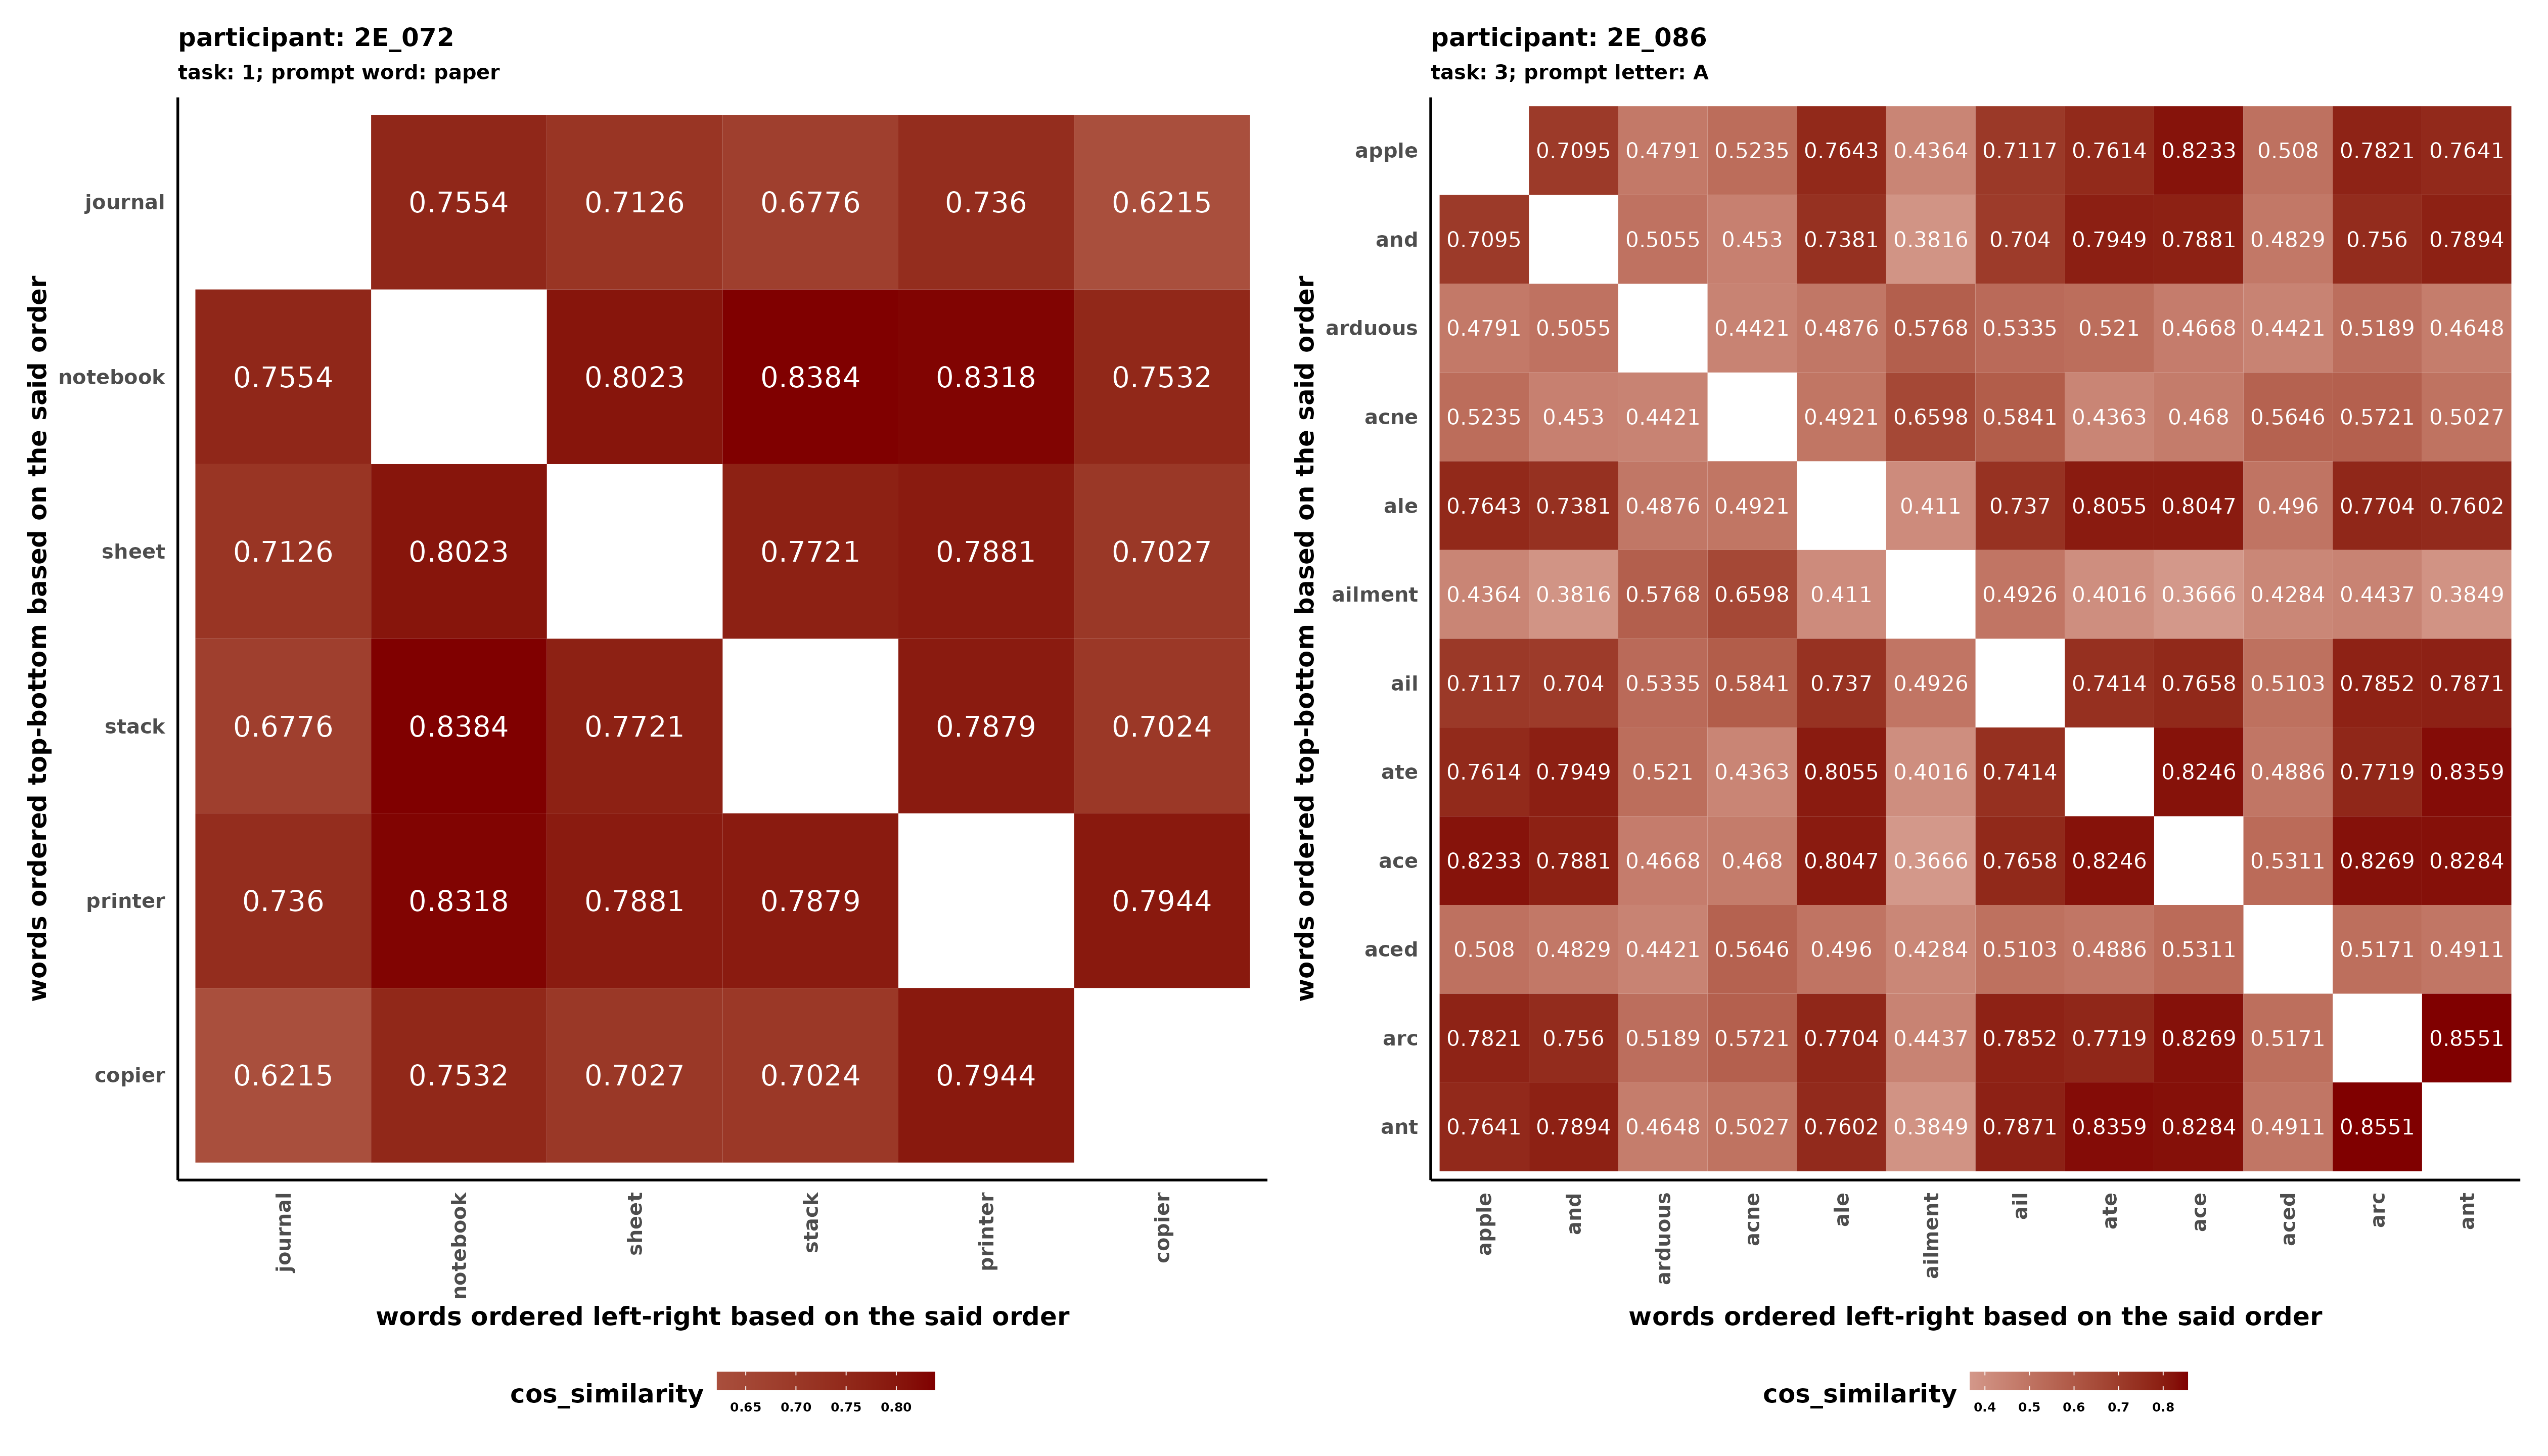 participant: 2E_072
task: 1; prompt word: paper
words ordered top-bottom based on the said order
journal 0.7554 0.7126 0.6776 0.736 0.6215
notebook 0.7554 0.8023 0.8384 0.8318 0.7532
sheet 0.7126 0.8023 0.7721 0.7881 0.7027
stack 0.6776 0.8384 0.7721 0.7879 0.7024
printer 0.736 0.8318 0.7881 0.7879 0.7944
copier 0.6215 0.7532 0.7027 0.7024 0.7944
journal notebook sheet stack printer copier
words ordered left-right based on the said order
cos_similarity
0.65 0.70 0.75 0.80
participant: 2E_086
task: 3; prompt letter: A
words ordered top-bottom based on the said order
apple 0.7095 0.4791 0.5235 0.7643 0.4364 0.7117 0.7614 0.8233 0.508 0.7821 0.7641
and 0.7095 0.5055 0.453 0.7381 0.3816 0.704 0.7949 0.7881 0.4829 0.756 0.7894
arduous 0.4791 0.5055 0.4421 0.4876 0.5768 0.5335 0.521 0.4668 0.4421 0.5189 0.4648
acne 0.5235 0.453 0.4421 0.4921 0.6598 0.5841 0.4363 0.468 0.5646 0.5721 0.5027
ale 0.7643 0.7381 0.4876 0.4921 0.411 0.737 0.8055 0.8047 0.496 0.7704 0.7602
ailment 0.4364 0.3816 0.5768 0.6598 0.411 0.4926 0.4016 0.3666 0.4284 0.4437 0.3849
ail 0.7117 0.704 0.5335 0.5841 0.737 0.4926 0.7414 0.7658 0.5103 0.7852 0.7871
ate 0.7614 0.7949 0.521 0.4363 0.8055 0.4016 0.7414 0.8246 0.4886 0.7719 0.8359
ace 0.8233 0.7881 0.4668 0.468 0.8047 0.3666 0.7658 0.8246 0.5311 0.8269 0.8284
aced 0.508 0.4829 0.4421 0.5646 0.496 0.4284 0.5103 0.4886 0.5311 0.5171 0.4911
arc 0.7821 0.756 0.5189 0.5721 0.7704 0.4437 0.7852 0.7719 0.8269 0.5171 0.8551
ant 0.7641 0.7894 0.4648 0.5027 0.7602 0.3849 0.7871 0.8359 0.8284 0.4911 0.8551
apple and arduous acne ale ailment ail ate ace aced arc ant
words ordered left-right based on the said order
cos_similarity
0.4 0.5 0.6 0.7 0.8